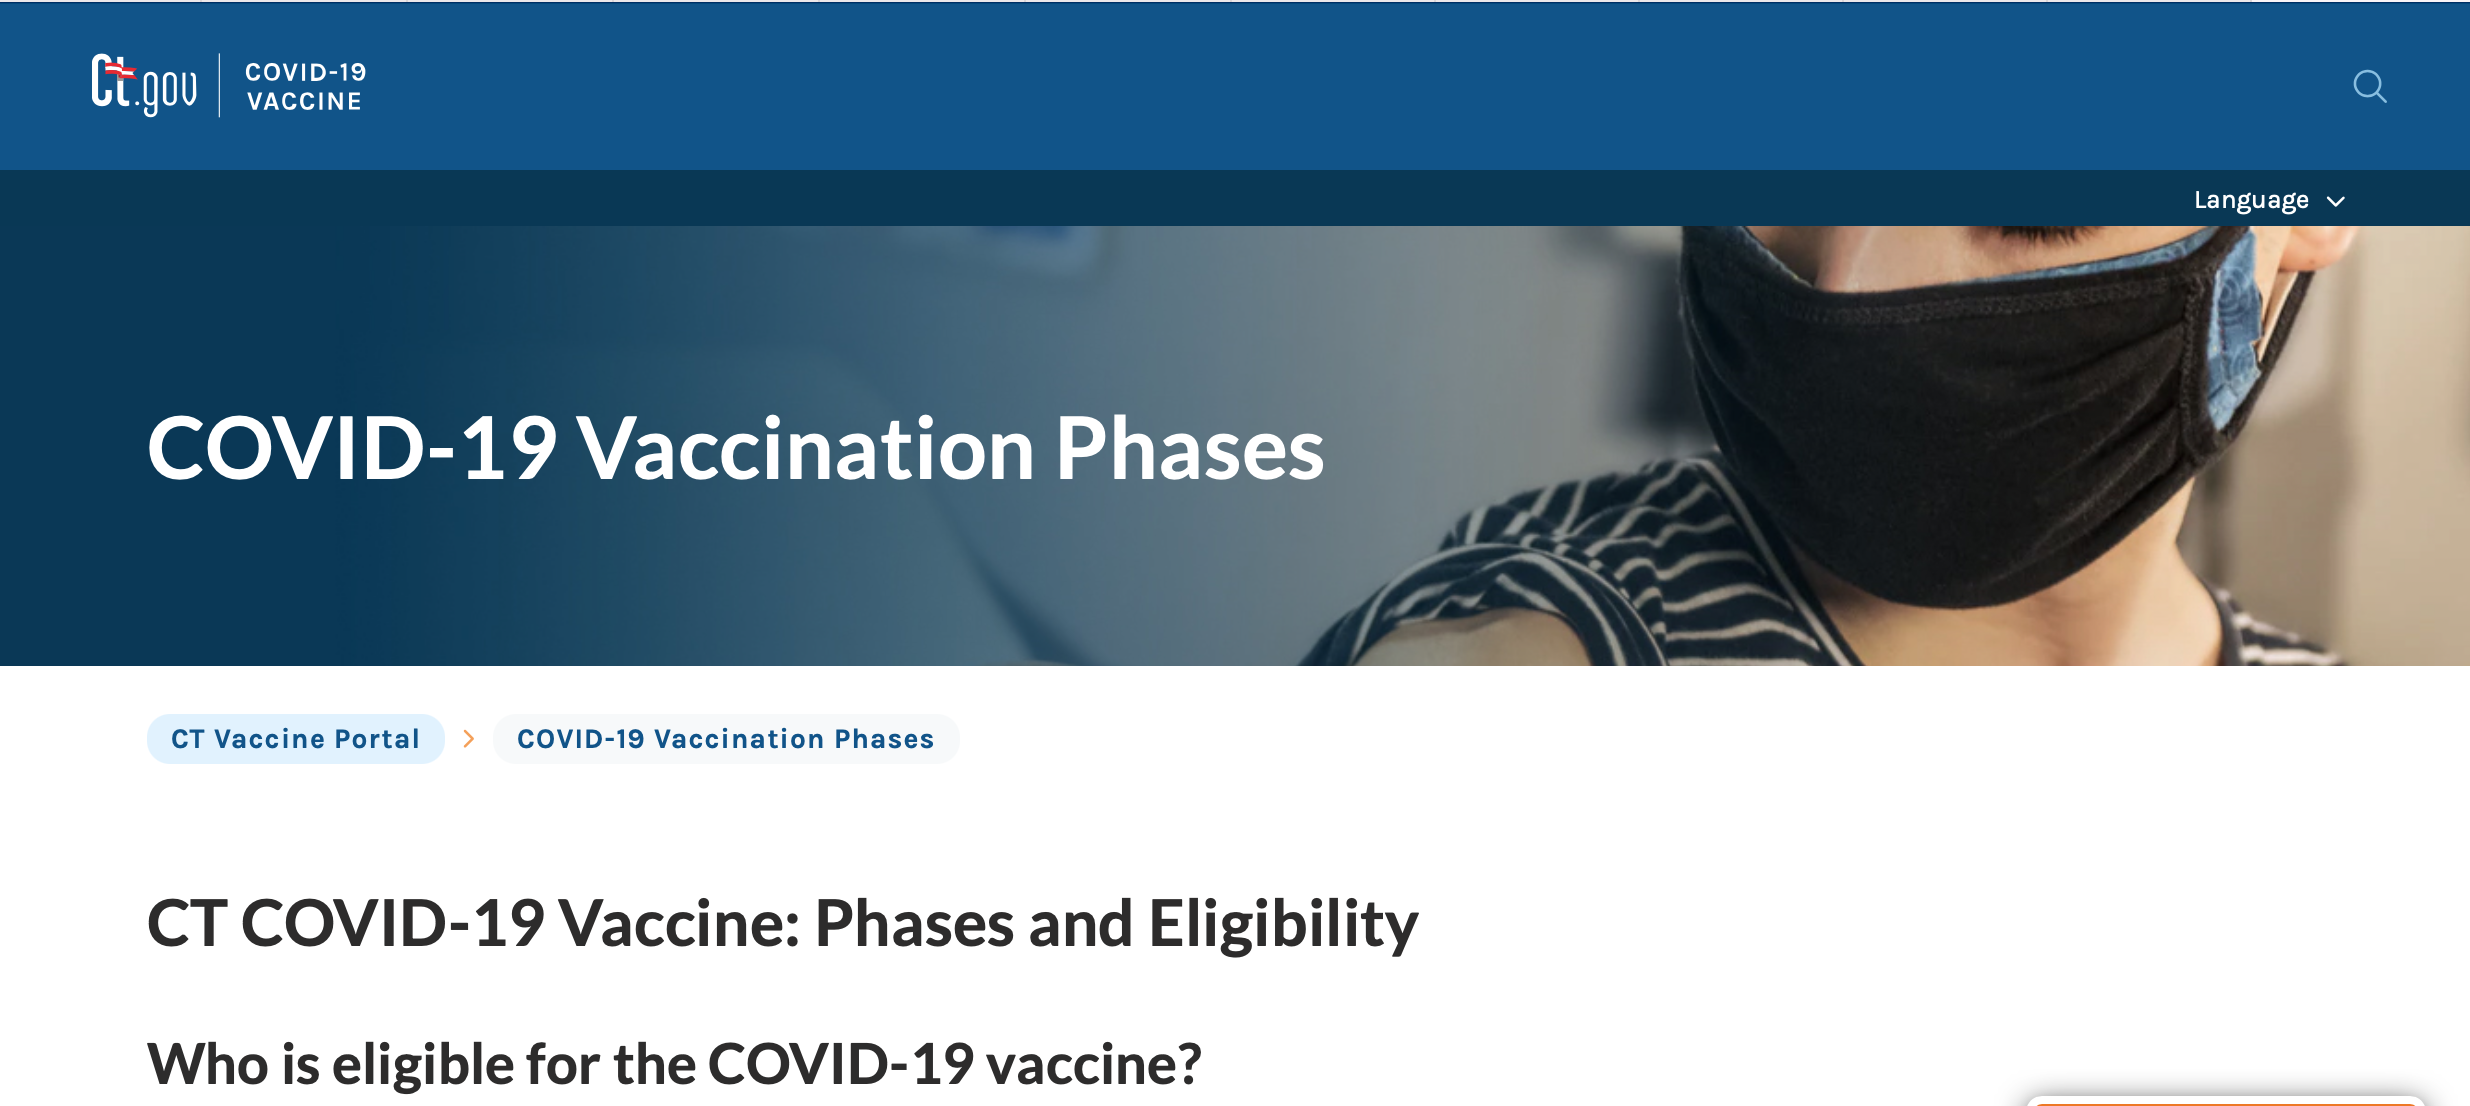 Ct.gov
COVID-19
VACCINE
Language
COVID-19 Vaccination Phases
CT Vaccine Portal
COVID-19 Vaccination Phases
CT COVID-19 Vaccine: Phases and Eligibility
Who is eligible for the COVID-19 vaccine?